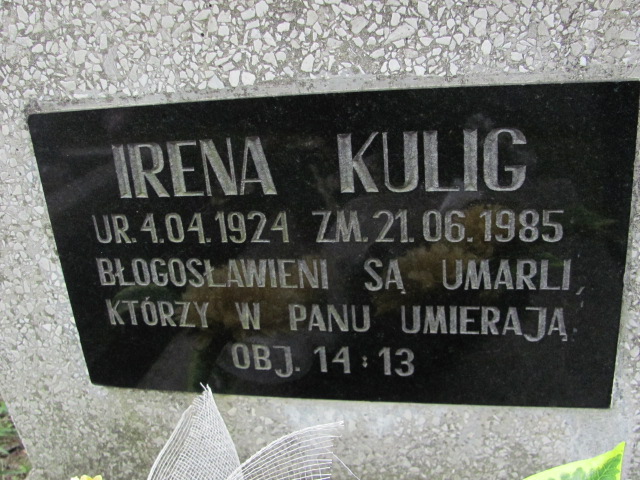 IRENA KULIG
UR. 4.04.1924 ZM. 21.06.1985
BŁOGOSŁAWIENI SĄ UMARLI,
KTÓRZY W PANU UMIERAJĄ.
OBJ. 14:13